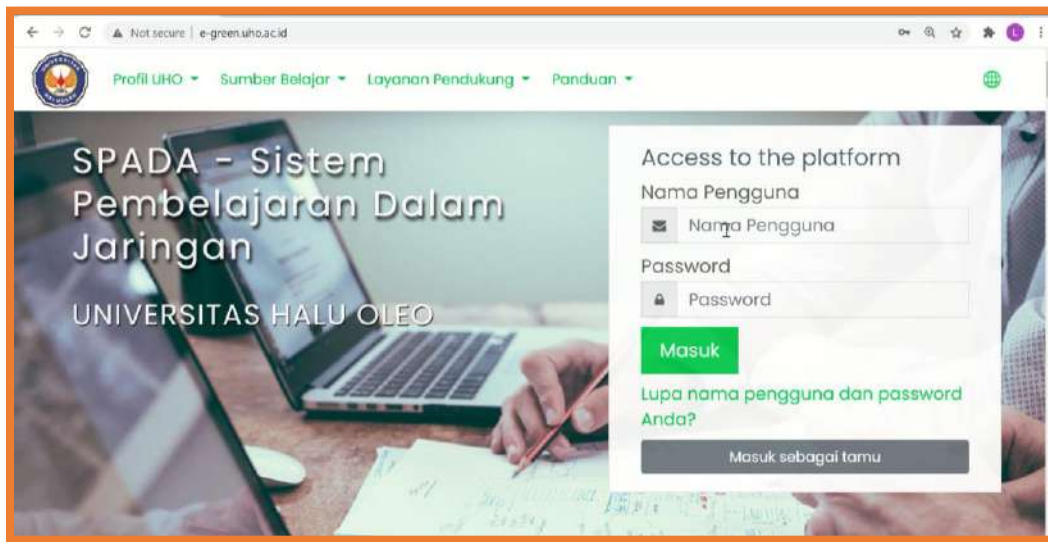 Not secure | e-green.uho.ac.id
L
Profil UHO Sumber Belajar Layanan Pendukung Panduan
SPADA - Sistem
Pembelajaran Dalam
Jaringan
UNIVERSITAS HALU OLEO
Access to the platform
Nama Pengguna
Nama Pengguna
Password
Password
Masuk
Lupa nama pengguna dan password
Anda?
Masuk sebagai tamu